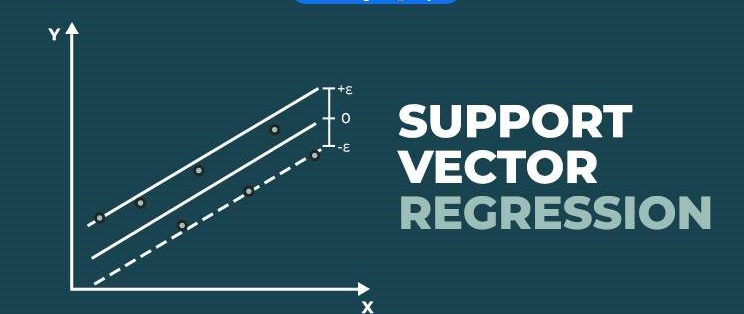 Y
+ε
0
-ε
X
SUPPORT
VECTOR
REGRESSION